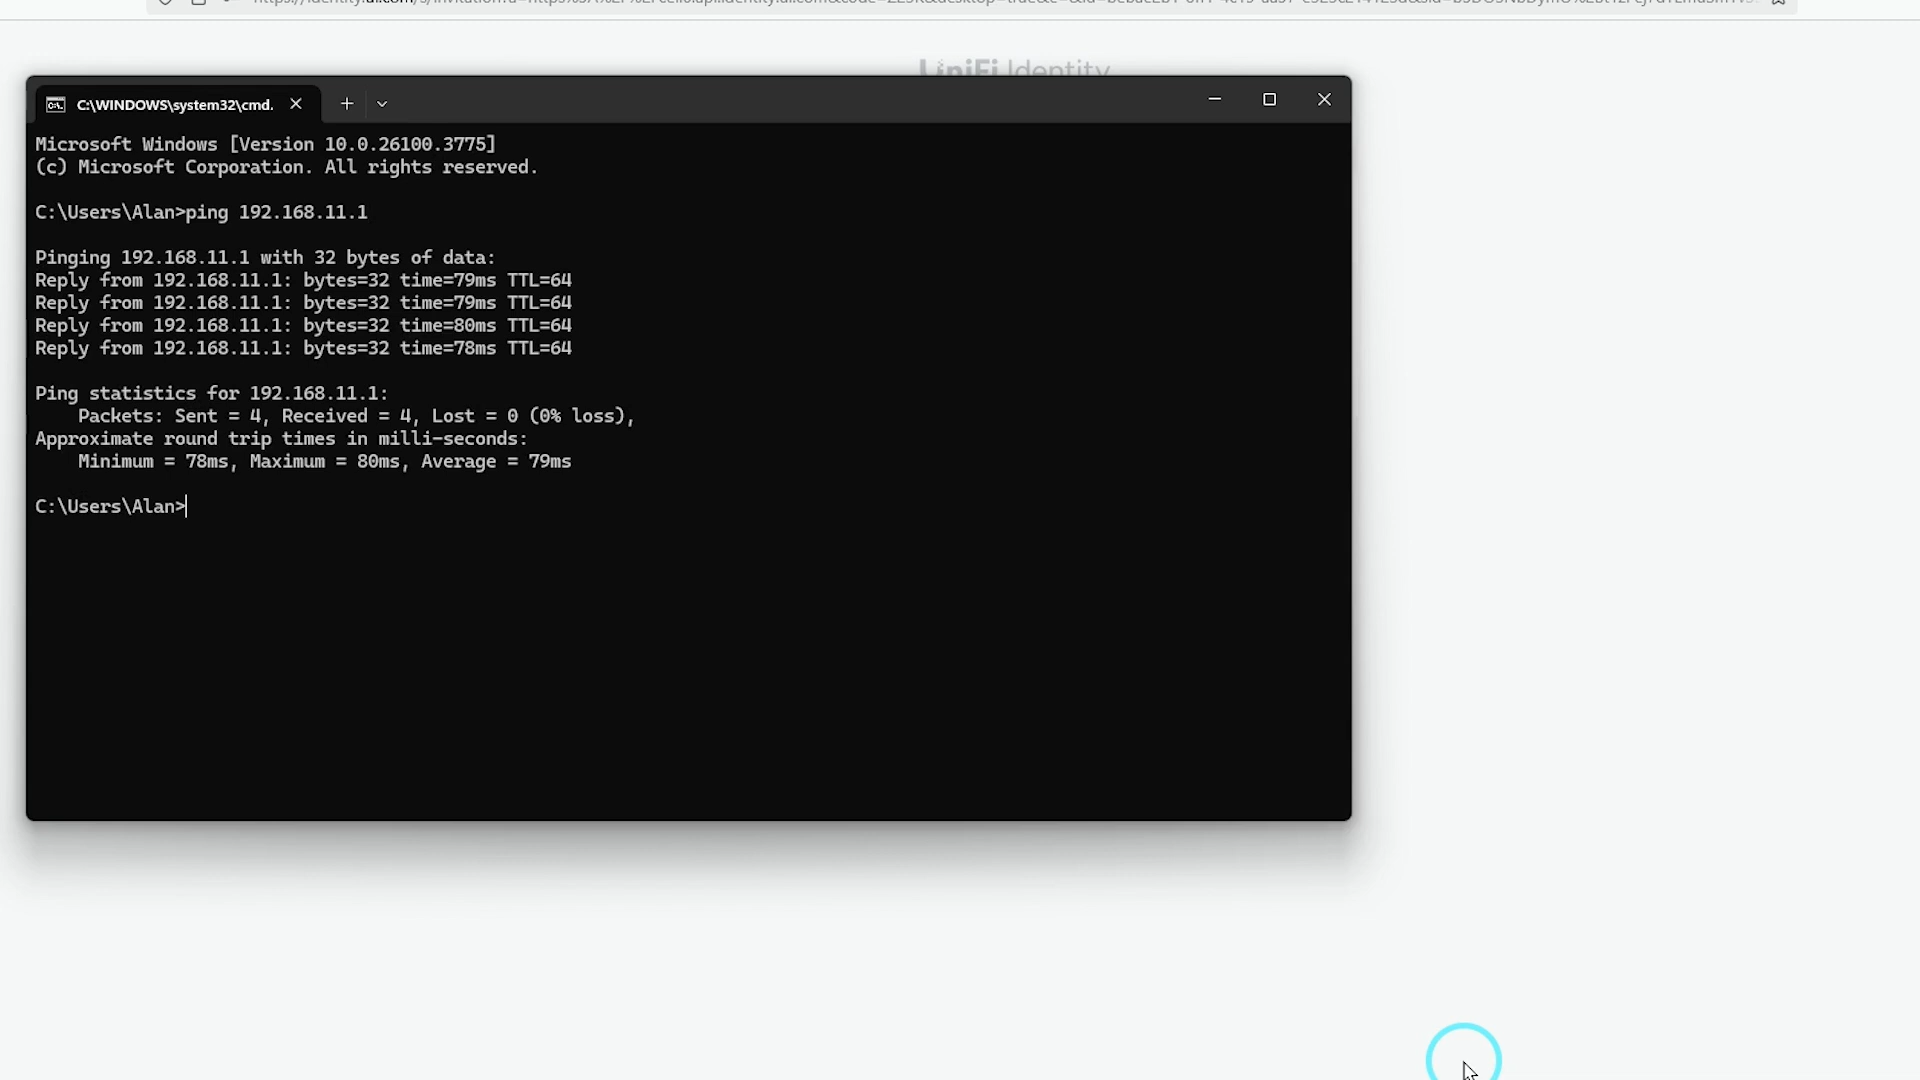 UniFi Identity
C:\WINDOWS\system32\cmd.
Microsoft Windows [Version 10.0.26100.3775]
(c) Microsoft Corporation. All rights reserved.
C:\Users\Alan>ping 192.168.11.1
Pinging 192.168.11.1 with 32 bytes of data:
Reply from 192.168.11.1: bytes=32 time=79ms TTL=64
Reply from 192.168.11.1: bytes=32 time=79ms TTL=64
Reply from 192.168.11.1: bytes=32 time=80ms TTL=64
Reply from 192.168.11.1: bytes=32 time=78ms TTL=64
Ping statistics for 192.168.11.1:
Packets: Sent = 4, Received = 4, Lost = 0 (0% loss),
Approximate round trip times in milli-seconds:
Minimum = 78ms, Maximum = 80ms, Average = 79ms
C:\Users\Alan>